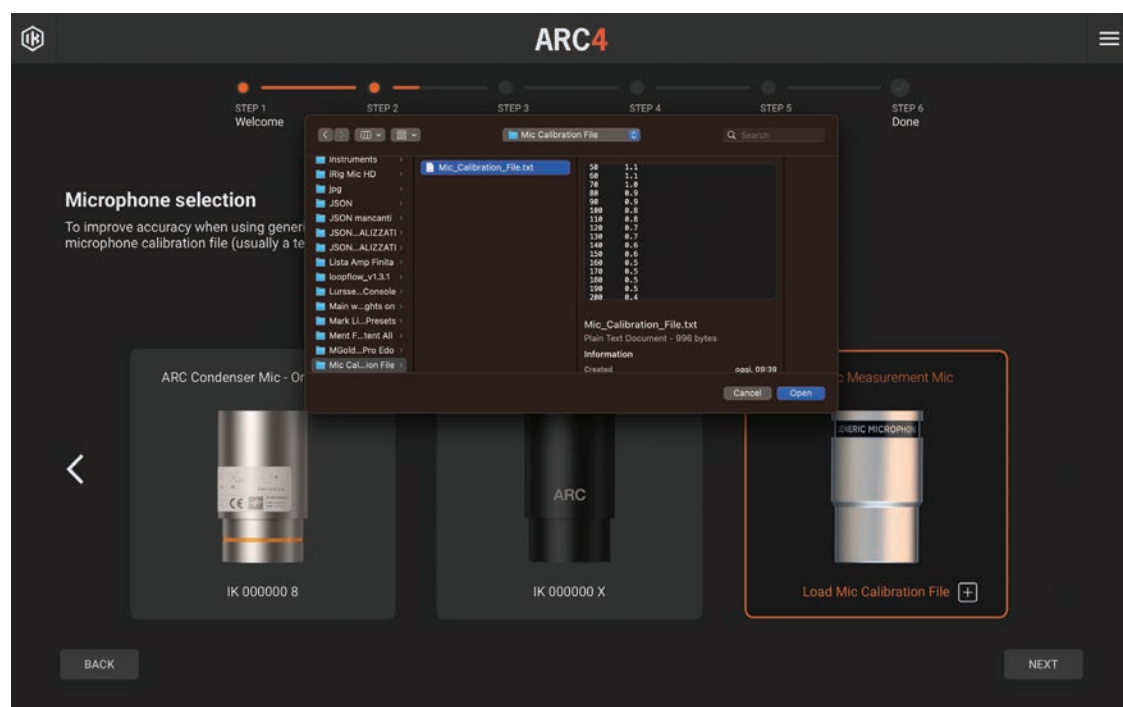 IK
ARC4
STEP 1
Welcome
STEP 2
STEP 3
STEP 4
STEP 5
STEP 6
Done
Mic Calibration File
Search
Instruments
iRig Mic HD
jpg
JSON
JSON mancanti
JSON...ALIZZATI
JSON...ALIZZATI
Lista Amp Finita
loopflow_v1.3.1
Lursse...Console
Main w...ghts on
Mark Li...Presets
Ment F...tent All
MGold...Pro Edo
Mic Cal...ion File
Mic_Calibration_File.txt
50 1.1
60 1.1
70 1.0
80 0.9
90 0.9
100 0.8
110 0.8
120 0.7
130 0.7
140 0.6
150 0.6
160 0.5
170 0.5
180 0.5
190 0.5
200 0.4
Mic_Calibration_File.txt
Plain Text Document - 996 bytes
Information
Created oggi, 09:39
Cancel
Open
Microphone selection
To improve accuracy when using generi
microphone calibration file (usually a te
ARC Condenser Mic - Or
CE
IK 000000 8
ARC
IK 000000 X
Measurement Mic
GENERIC MICROPHON
Load Mic Calibration File
BACK
NEXT